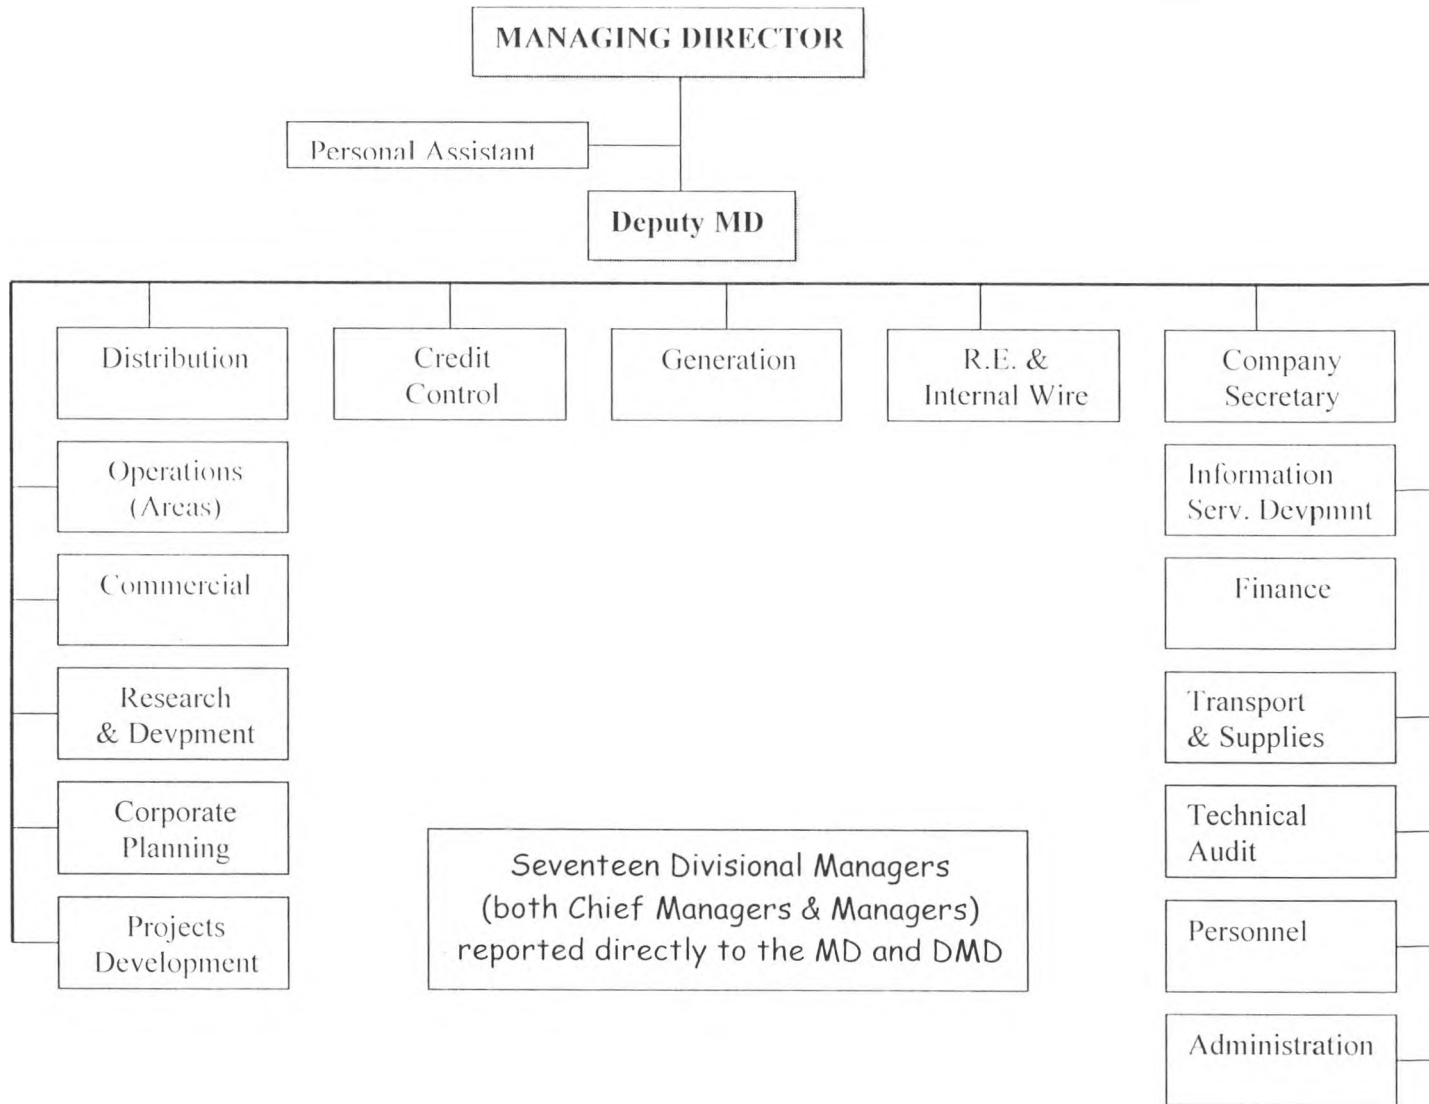 MANAGING DIRECTOR
Personal Assistant
Deputy MD
Distribution
Credit
Control
Generation
R.E. &
Internal Wire
Company
Secretary
Operations
(Areas)
Commercial
Research
& Devpment
Corporate
Planning
Projects
Development
Information
Serv. Devpmnt
Finance
Transport
& Supplies
Technical
Audit
Personnel
Administration
Seventeen Divisional Managers
(both Chief Managers & Managers)
reported directly to the MD and DMD